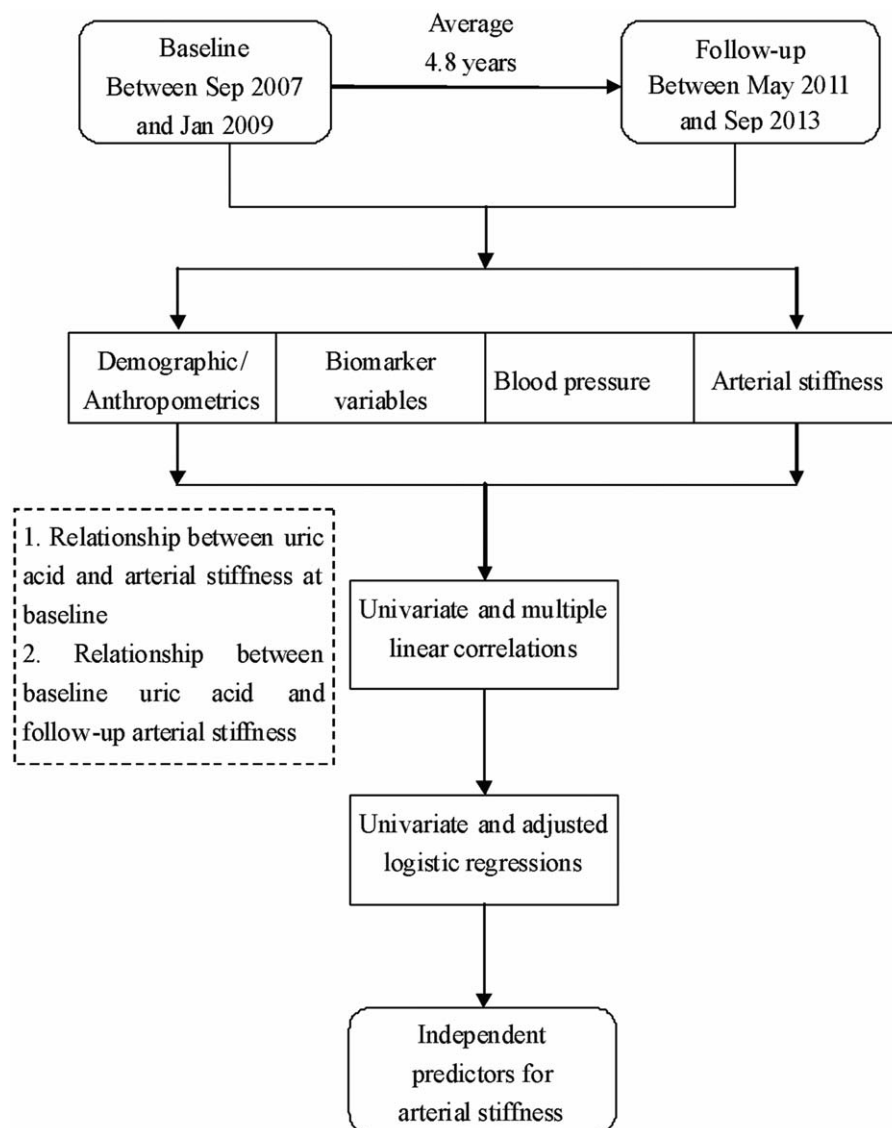 Baseline
Between Sep 2007
and Jan 2009
Average
4.8 years
Follow-up
Between May 2011
and Sep 2013
Demographic/
Anthropometrics
Biomarker
variables
Blood pressure
Arterial stiffness
1. Relationship between uric
acid and arterial stiffness at
baseline
2. Relationship between
baseline uric acid and
follow-up arterial stiffness
Univariate and multiple
linear correlations
Univariate and adjusted
logistic regressions
Independent
predictors for
arterial stiffness